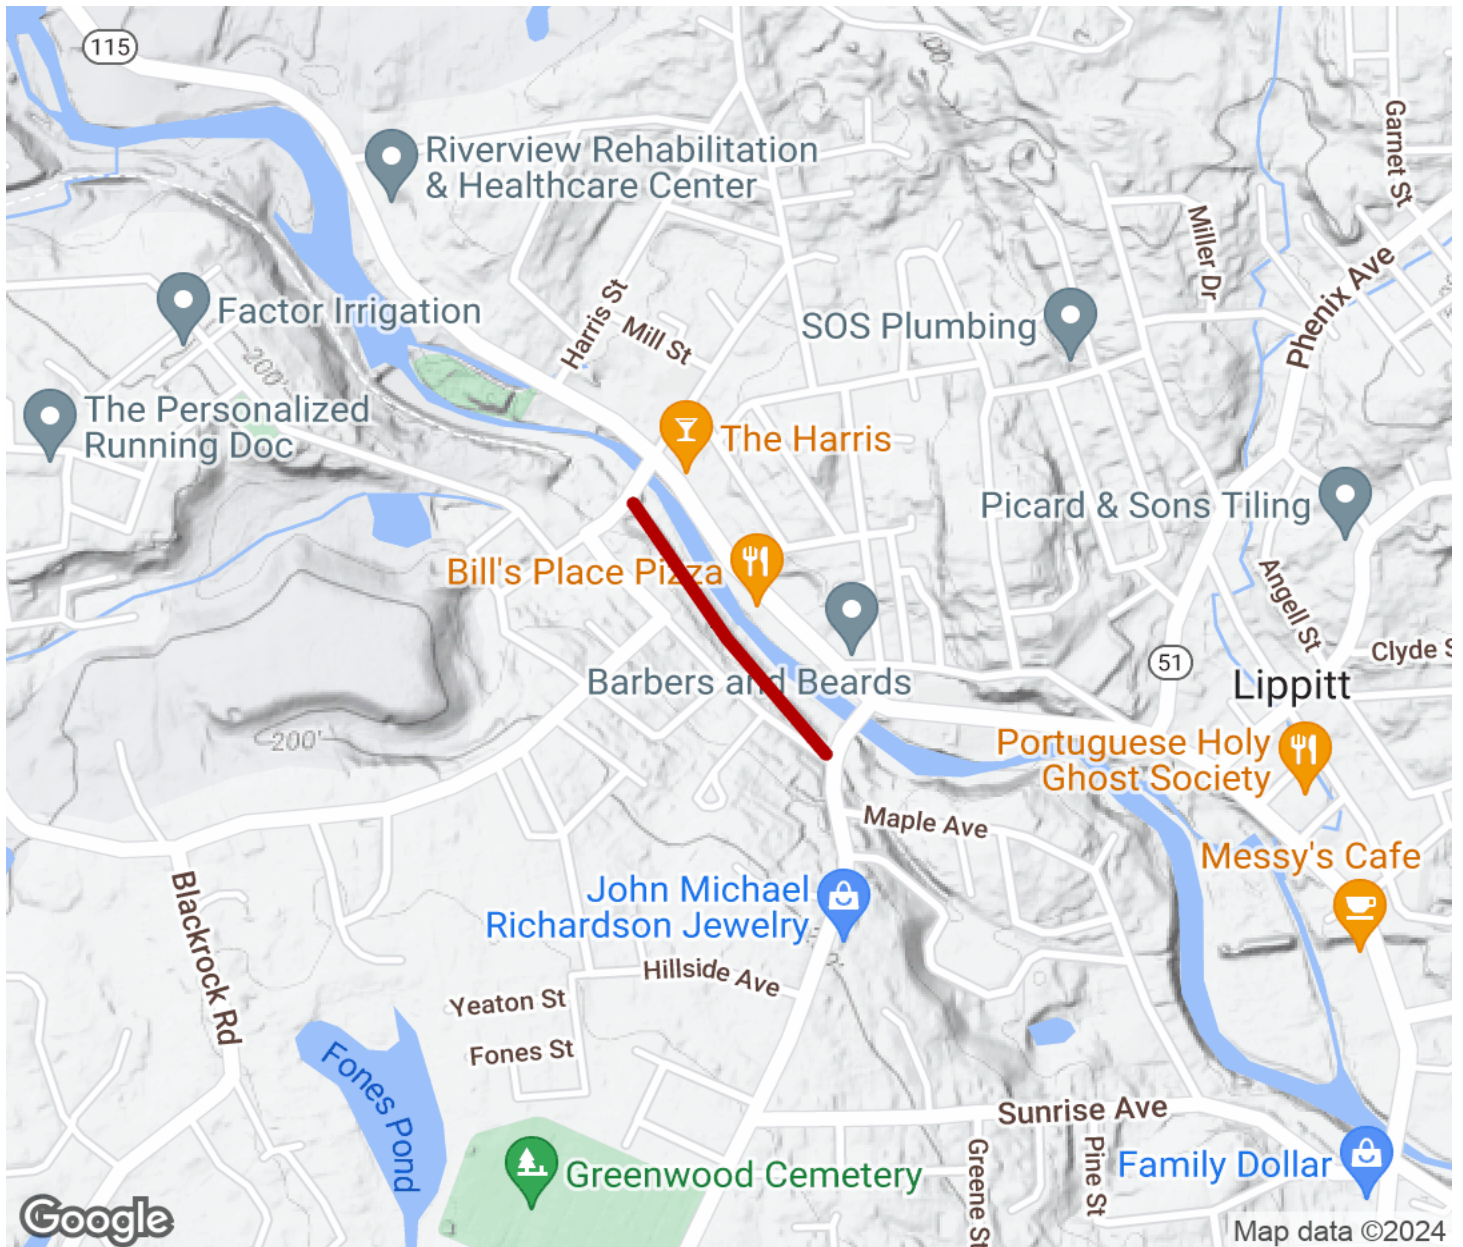 115
Riverview Rehabilitation
& Healthcare Center
Garnet St
Miller Dr
Phenix Ave
Factor Irrigation
Harris St
Mill St
SOS Plumbing
200'
The Personalized
Running Doc
The Harris
Picard & Sons Tiling
Bill's Place Pizza
Angell St
Clyde S
51
Barbers and Beards
Lippitt
200'
Portuguese Holy
Ghost Society
Maple Ave
Messy's Cafe
John Michael
Richardson Jewelry
Blackrock Rd
Hillside Ave
Yeaton St
Fones St
Fones Pond
Sunrise Ave
Greene St
Pine St
Family Dollar
Greenwood Cemetery
Google
Map data ©2024